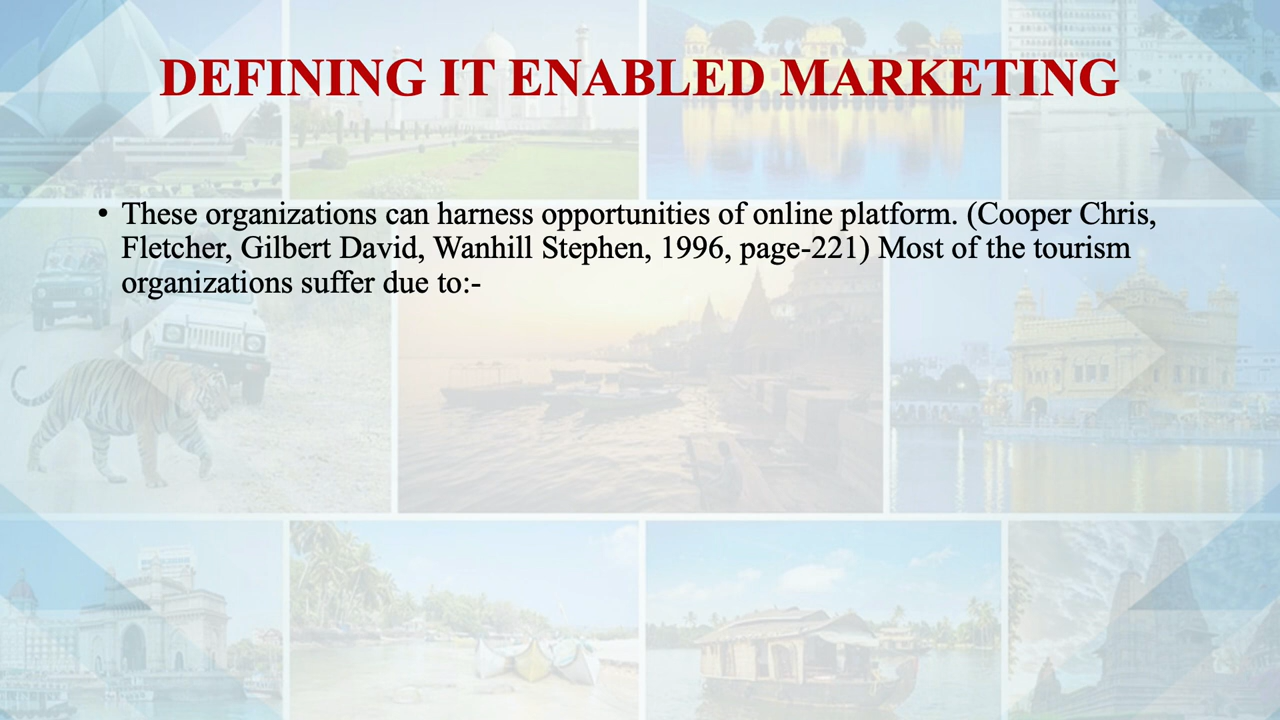 DEFINING IT ENABLED MARKETING
• These organizations can harness opportunities of online platform. (Cooper Chris,
Fletcher, Gilbert David, Wanhill Stephen, 1996, page-221) Most of the tourism
organizations suffer due to:-